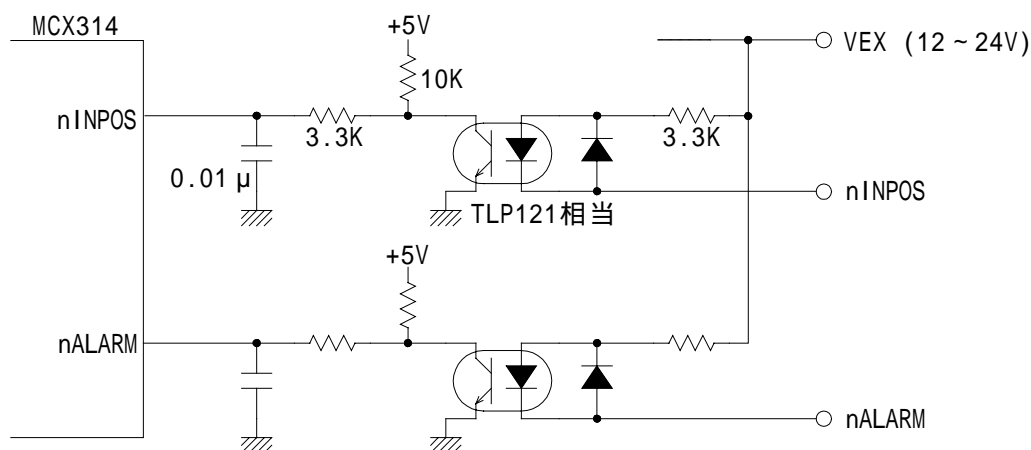 MCX314
+5V
VEX (12~24V)
10K
nINPOS
3.3K
3.3K
0.01μ
nINPOS
TLP121相当
+5V
nALARM
nALARM